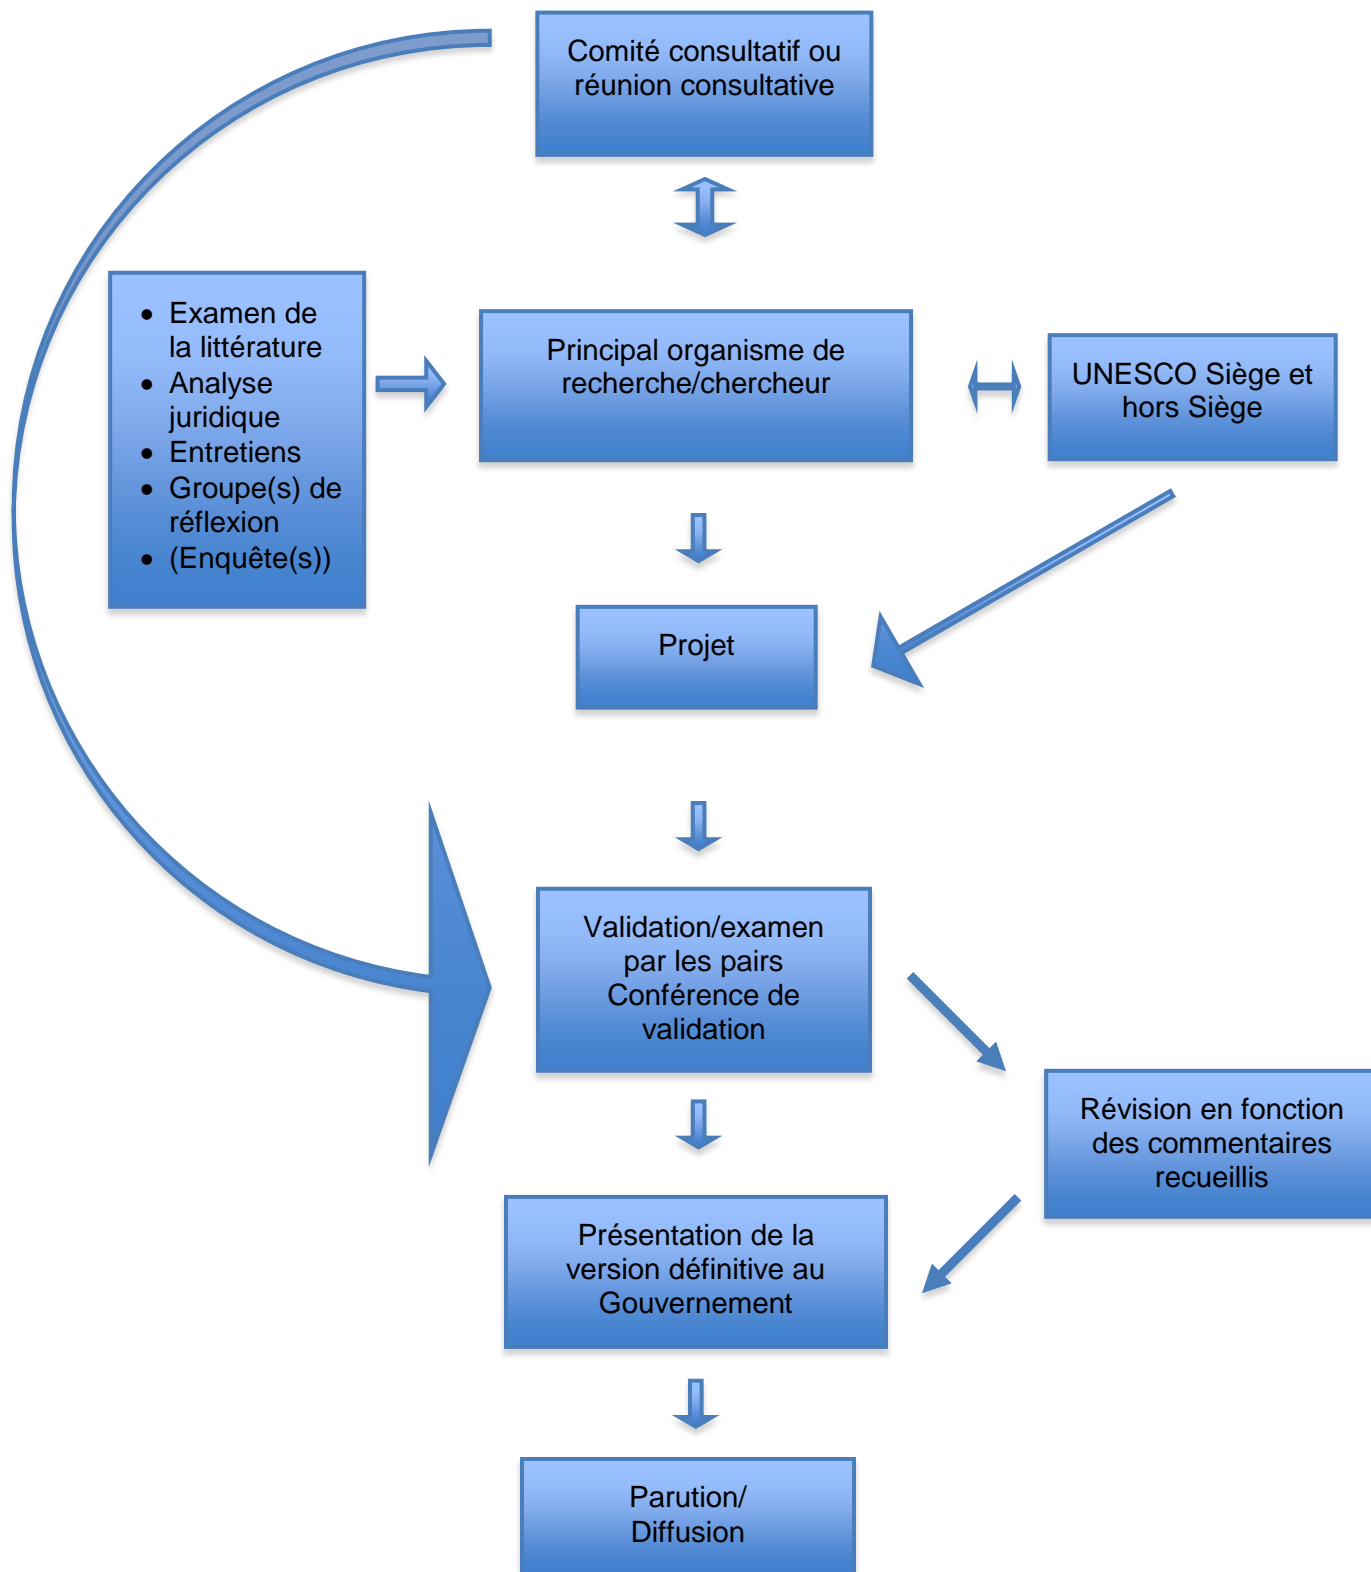 Comité consultatif ou
réunion consultative
• Examen de
la littérature
• Analyse
juridique
• Entretiens
• Groupe(s) de
réflexion
• (Enquête(s))
Principal organisme de
recherche/chercheur
UNESCO Siège et
hors Siège
Projet
Validation/examen
par les pairs
Conférence de
validation
Révision en fonction
des commentaires
recueillis
Présentation de la
version définitive au
Gouvernement
Parution/
Diffusion